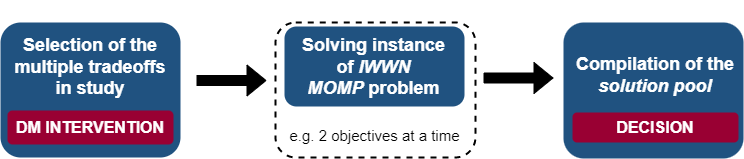 Selection of the
multiple tradeoffs
in study
DM INTERVENTION
Solving instance
of IWWN
MOMP problem
e.g. 2 objectives at a time
Compilation of the
solution pool
DECISION